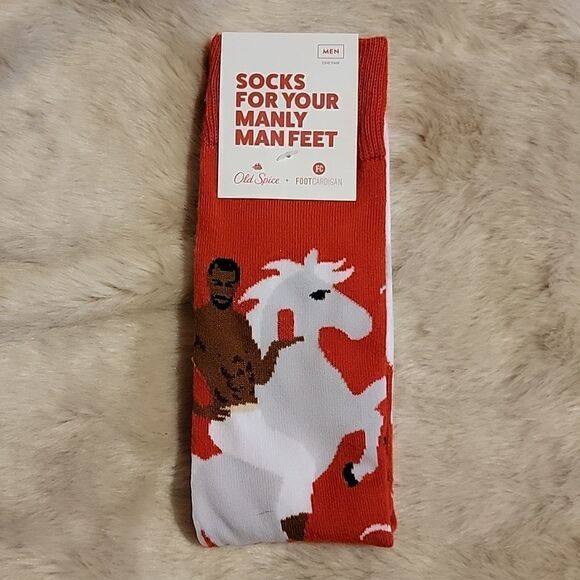 MEN
ONE PAIR
SOCKS
FOR YOUR
MANLY
MAN FEET
FC
Old Spice + FOOTCARDIGAN